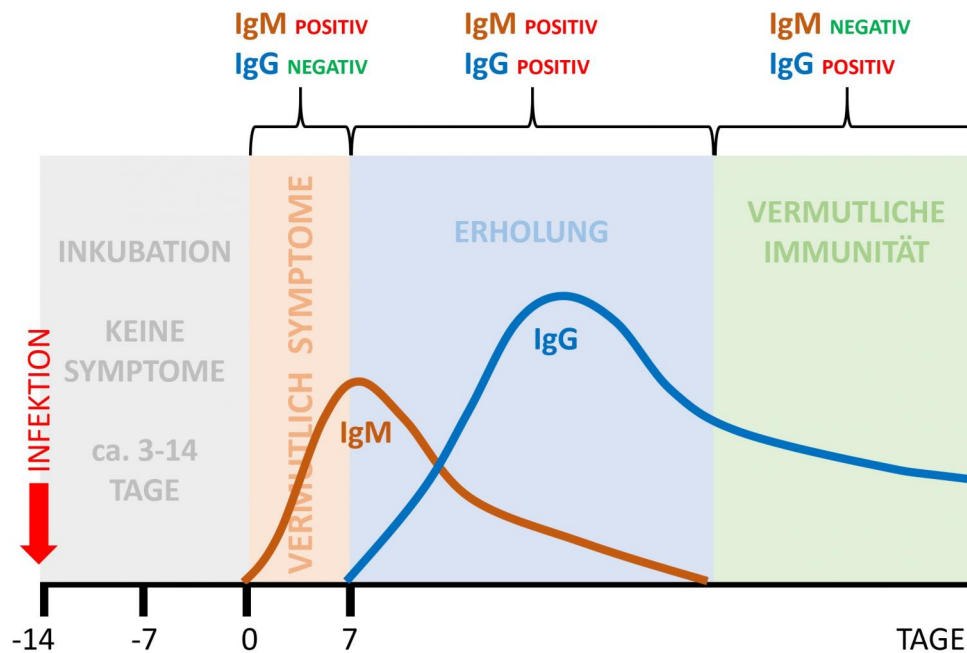 IgM POSITIV
IgG NEGATIV
IgM POSITIV
IgG POSITIV
IgM NEGATIV
IgG POSITIV
INFEKTION
INKUBATION
KEINE
SYMPTOME
ca. 3-14
TAGE
VERMUTLICH SYMPTOME
ERHOLUNG
VERMUTLICHE
IMMUNITÄT
IgM
IgG
-14 -7 0 7 TAGE